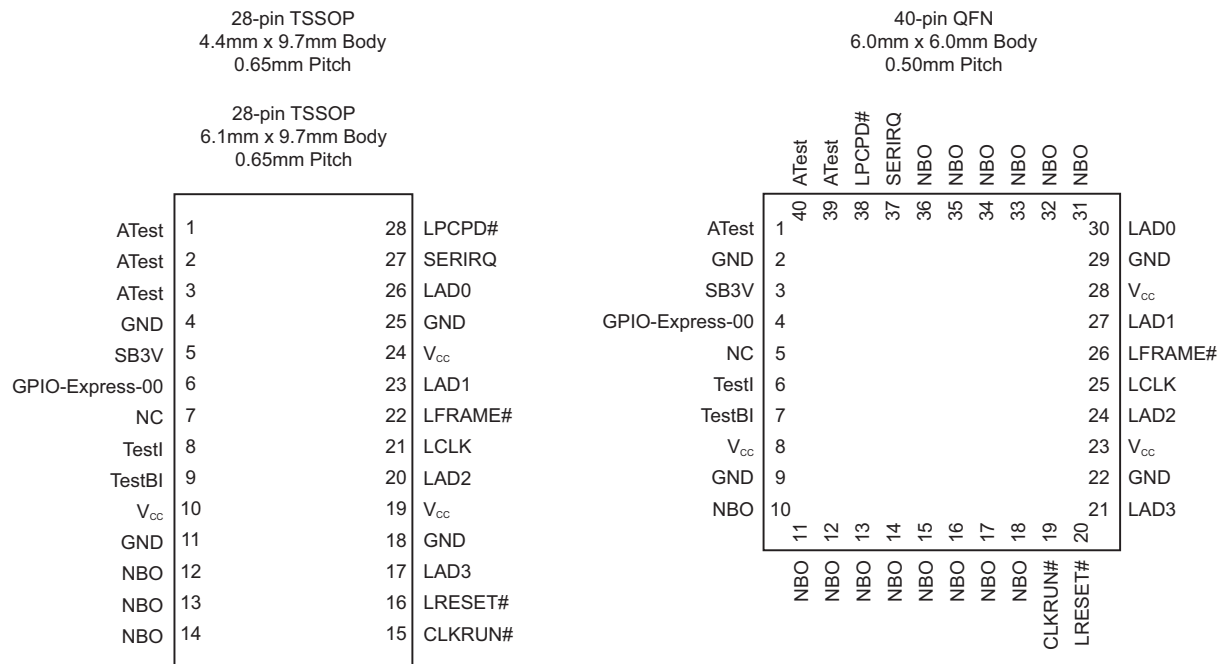 28-pin TSSOP
4.4mm x 9.7mm Body
0.65mm Pitch
28-pin TSSOP
6.1mm x 9.7mm Body
0.65mm Pitch
ATest 1 28 LPCPD#
ATest 2 27 SERIRQ
ATest 3 26 LAD0
GND 4 25 GND
SB3V 5 24 Vcc
GPIO-Express-00 6 23 LAD1
NC 7 22 LFRAME#
TestI 8 21 LCLK
TestBI 9 20 LAD2
Vcc 10 19 Vcc
GND 11 18 GND
NBO 12 17 LAD3
NBO 13 16 LRESET#
NBO 14 15 CLKRUN#
40-pin QFN
6.0mm x 6.0mm Body
0.50mm Pitch
ATest ATest LPCPD# SERIRQ NBO NBO NBO NBO NBO NBO
40 39 38 37 36 35 34 33 32 31
ATest 1 30 LAD0
GND 2 29 GND
SB3V 3 28 Vcc
GPIO-Express-00 4 27 LAD1
NC 5 26 LFRAME#
TestI 6 25 LCLK
TestBI 7 24 LAD2
Vcc 8 23 Vcc
GND 9 22 GND
NBO 10 21 LAD3
11 12 13 14 15 16 17 18 19 20
NBO NBO NBO NBO NBO NBO NBO NBO CLKRUN# LRESET#